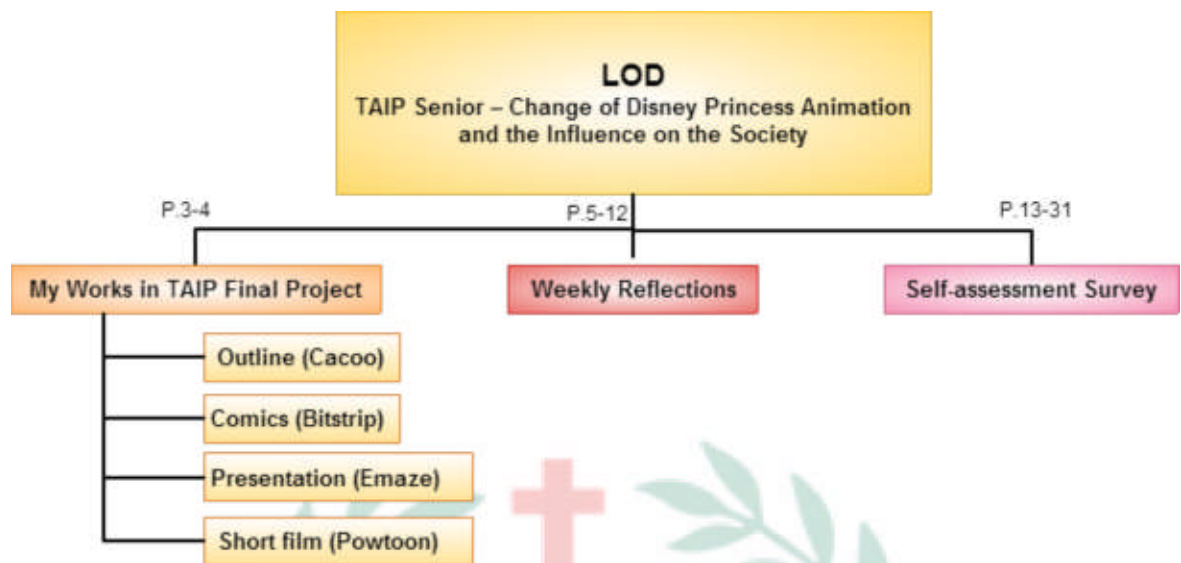 LOD
TAIP Senior – Change of Disney Princess Animation
and the Influence on the Society
P.3-4
P.5-12
P.13-31
My Works in TAIP Final Project
Weekly Reflections
Self-assessment Survey
Outline (Cacoo)
Comics (Bitstrip)
Presentation (Emaze)
Short film (Powtoon)